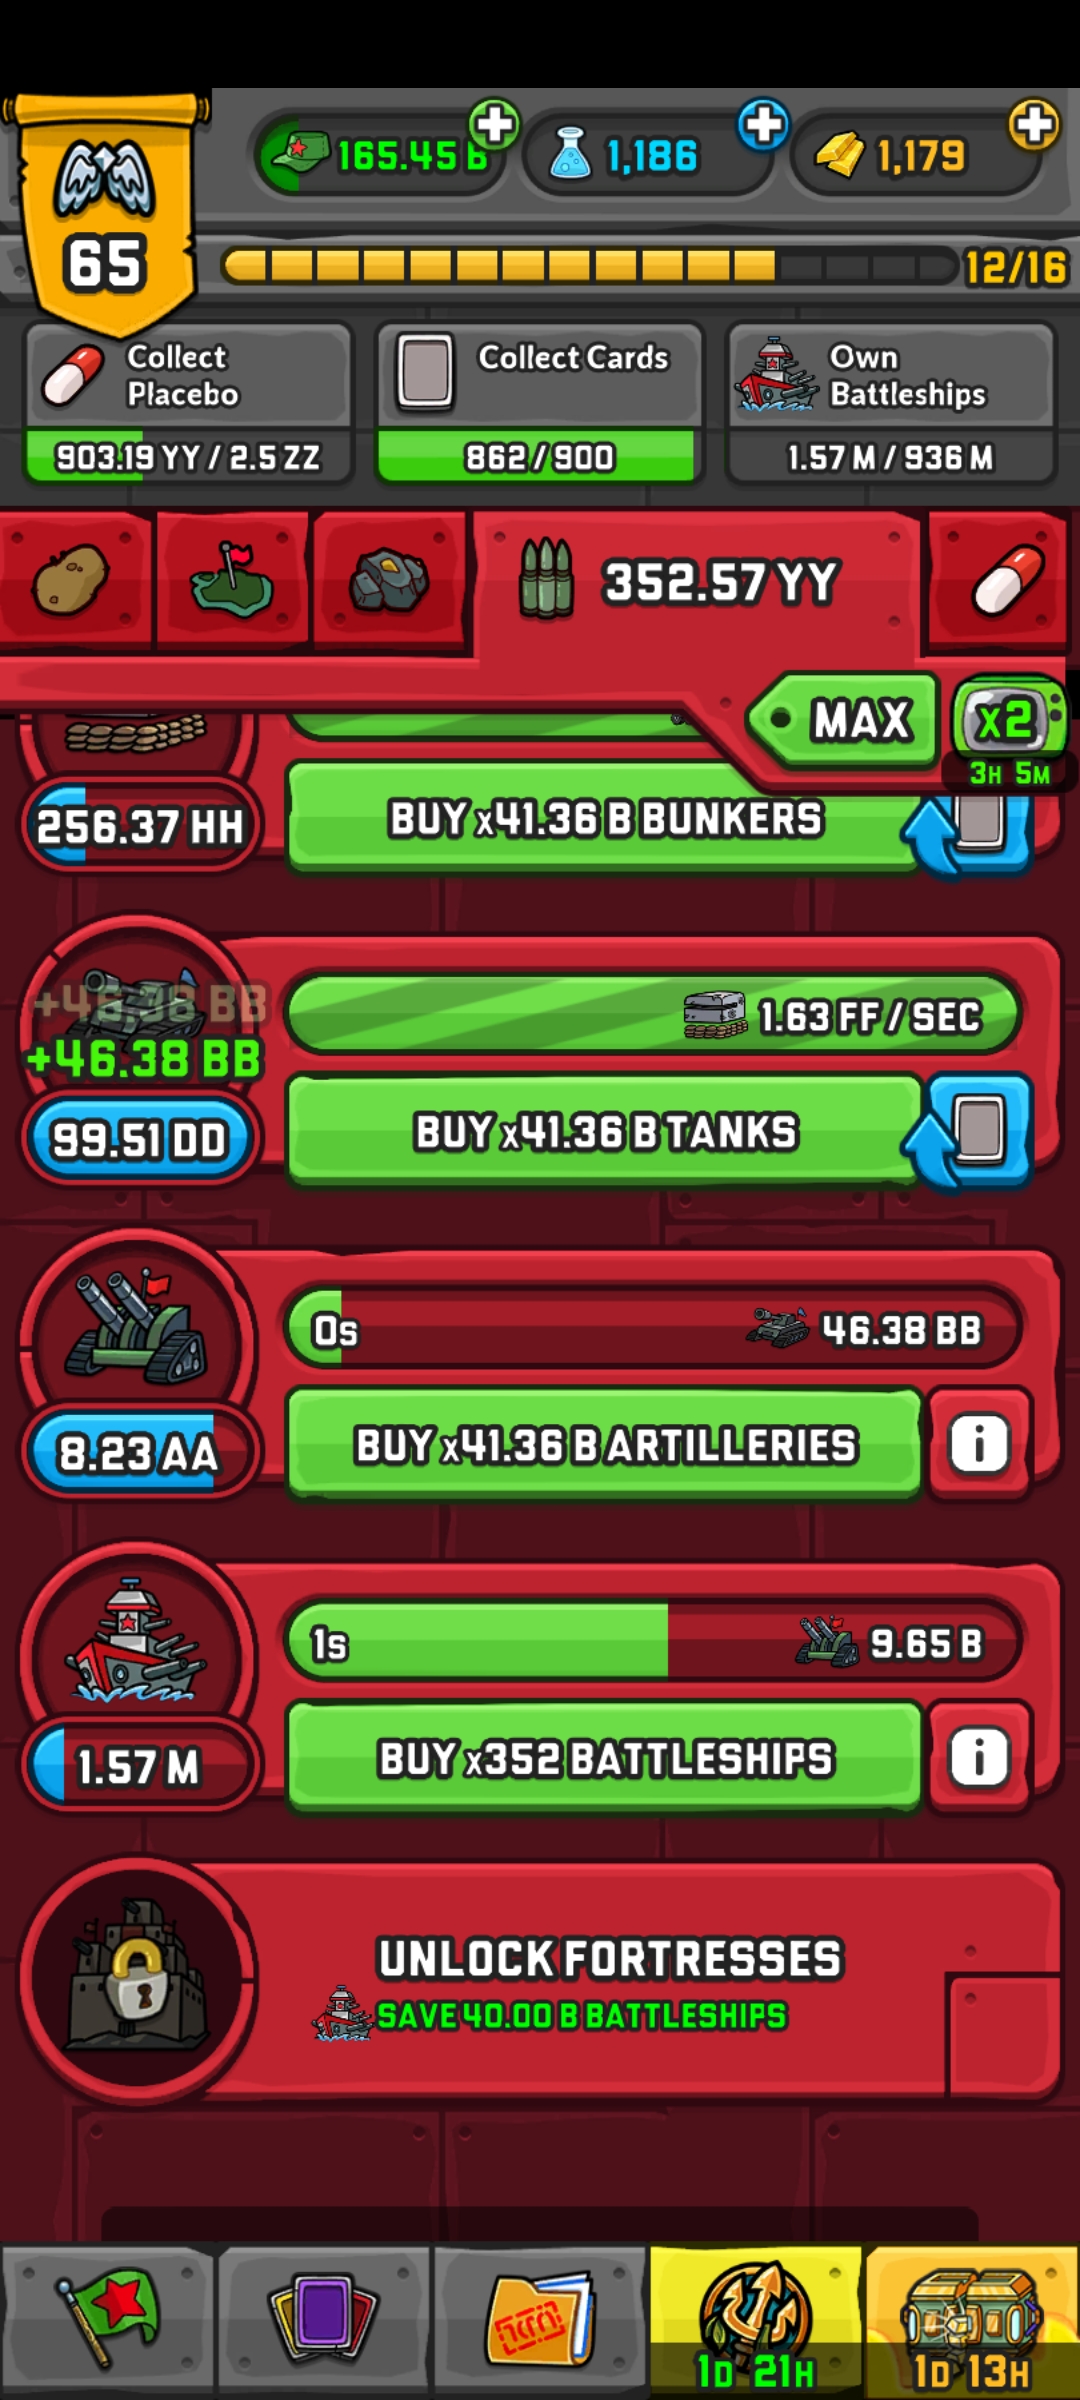 165.45 B
1,186
1,179
65
12/16
Collect
Placebo
903.19 YY / 2.5 ZZ
Collect Cards
862/900
Own
Battleships
1.57 M / 936 M
352.57 YY
MAX
x2
3H 5M
256.37 HH
BUY x41.36 B BUNKERS
+46.38 BB
+46.38 BB
1.63 FF / SEC
99.51 DD
BUY x41.36 B TANKS
0s
46.38 BB
8.23 AA
BUY x41.36 B ARTILLERIES
i
1s
9.65 B
1.57 M
BUY x352 BATTLESHIPS
i
UNLOCK FORTRESSES
SAVE 40.00 B BATTLESHIPS
1D 21H
1D 13H